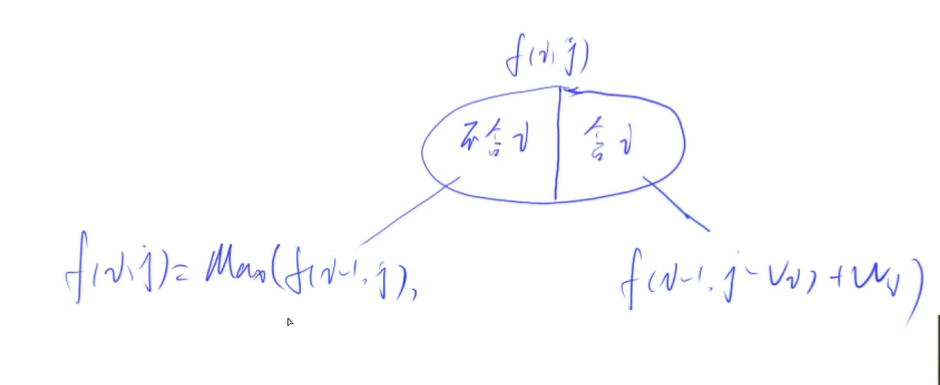 f(i,j)
不含i 含i
f(i,j)=Max(f(i-1,j), f(i-1,j-Vi)+Wi)